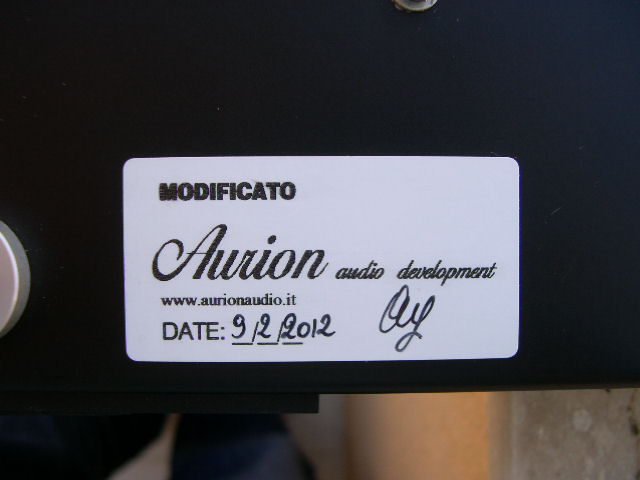 MODIFICATO
Aurion audio development
www.aurionaudio.it
DATE: 9/2/2012